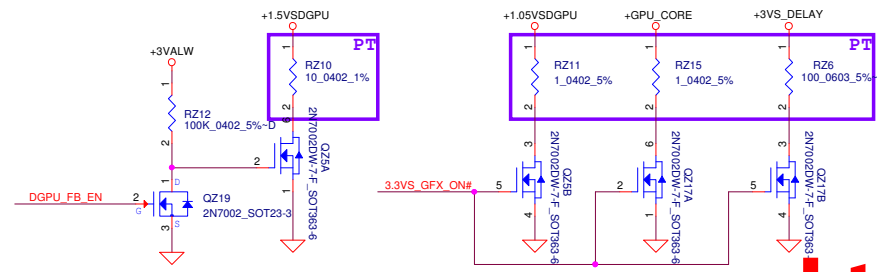 +1.5VSDGPU
+1.05VSDGPU
+GPU_CORE
+3VS_DELAY
PT
PT
+3VALW
1
RZ10
10_0402_1%
2
1
RZ11
1_0402_5%
2
1
RZ15
1_0402_5%
2
1
RZ6
100_0603_5%~
2
1
RZ12
100K_0402_5%~D
2
6
2
1
QZ5A
2N7002DW-7-F_SOT363-6
3
5
4
QZ5B
2N7002DW-7-F_SOT363-6
6
2
1
QZ17A
2N7002DW-7-F_SOT363-6
3
5
4
QZ17B
2N7002DW-7-F_SOT363-6
3.3VS_GFX_ON#
DGPU_FB_EN
2
G
1
D
3
S
QZ19
2N7002_SOT23-3